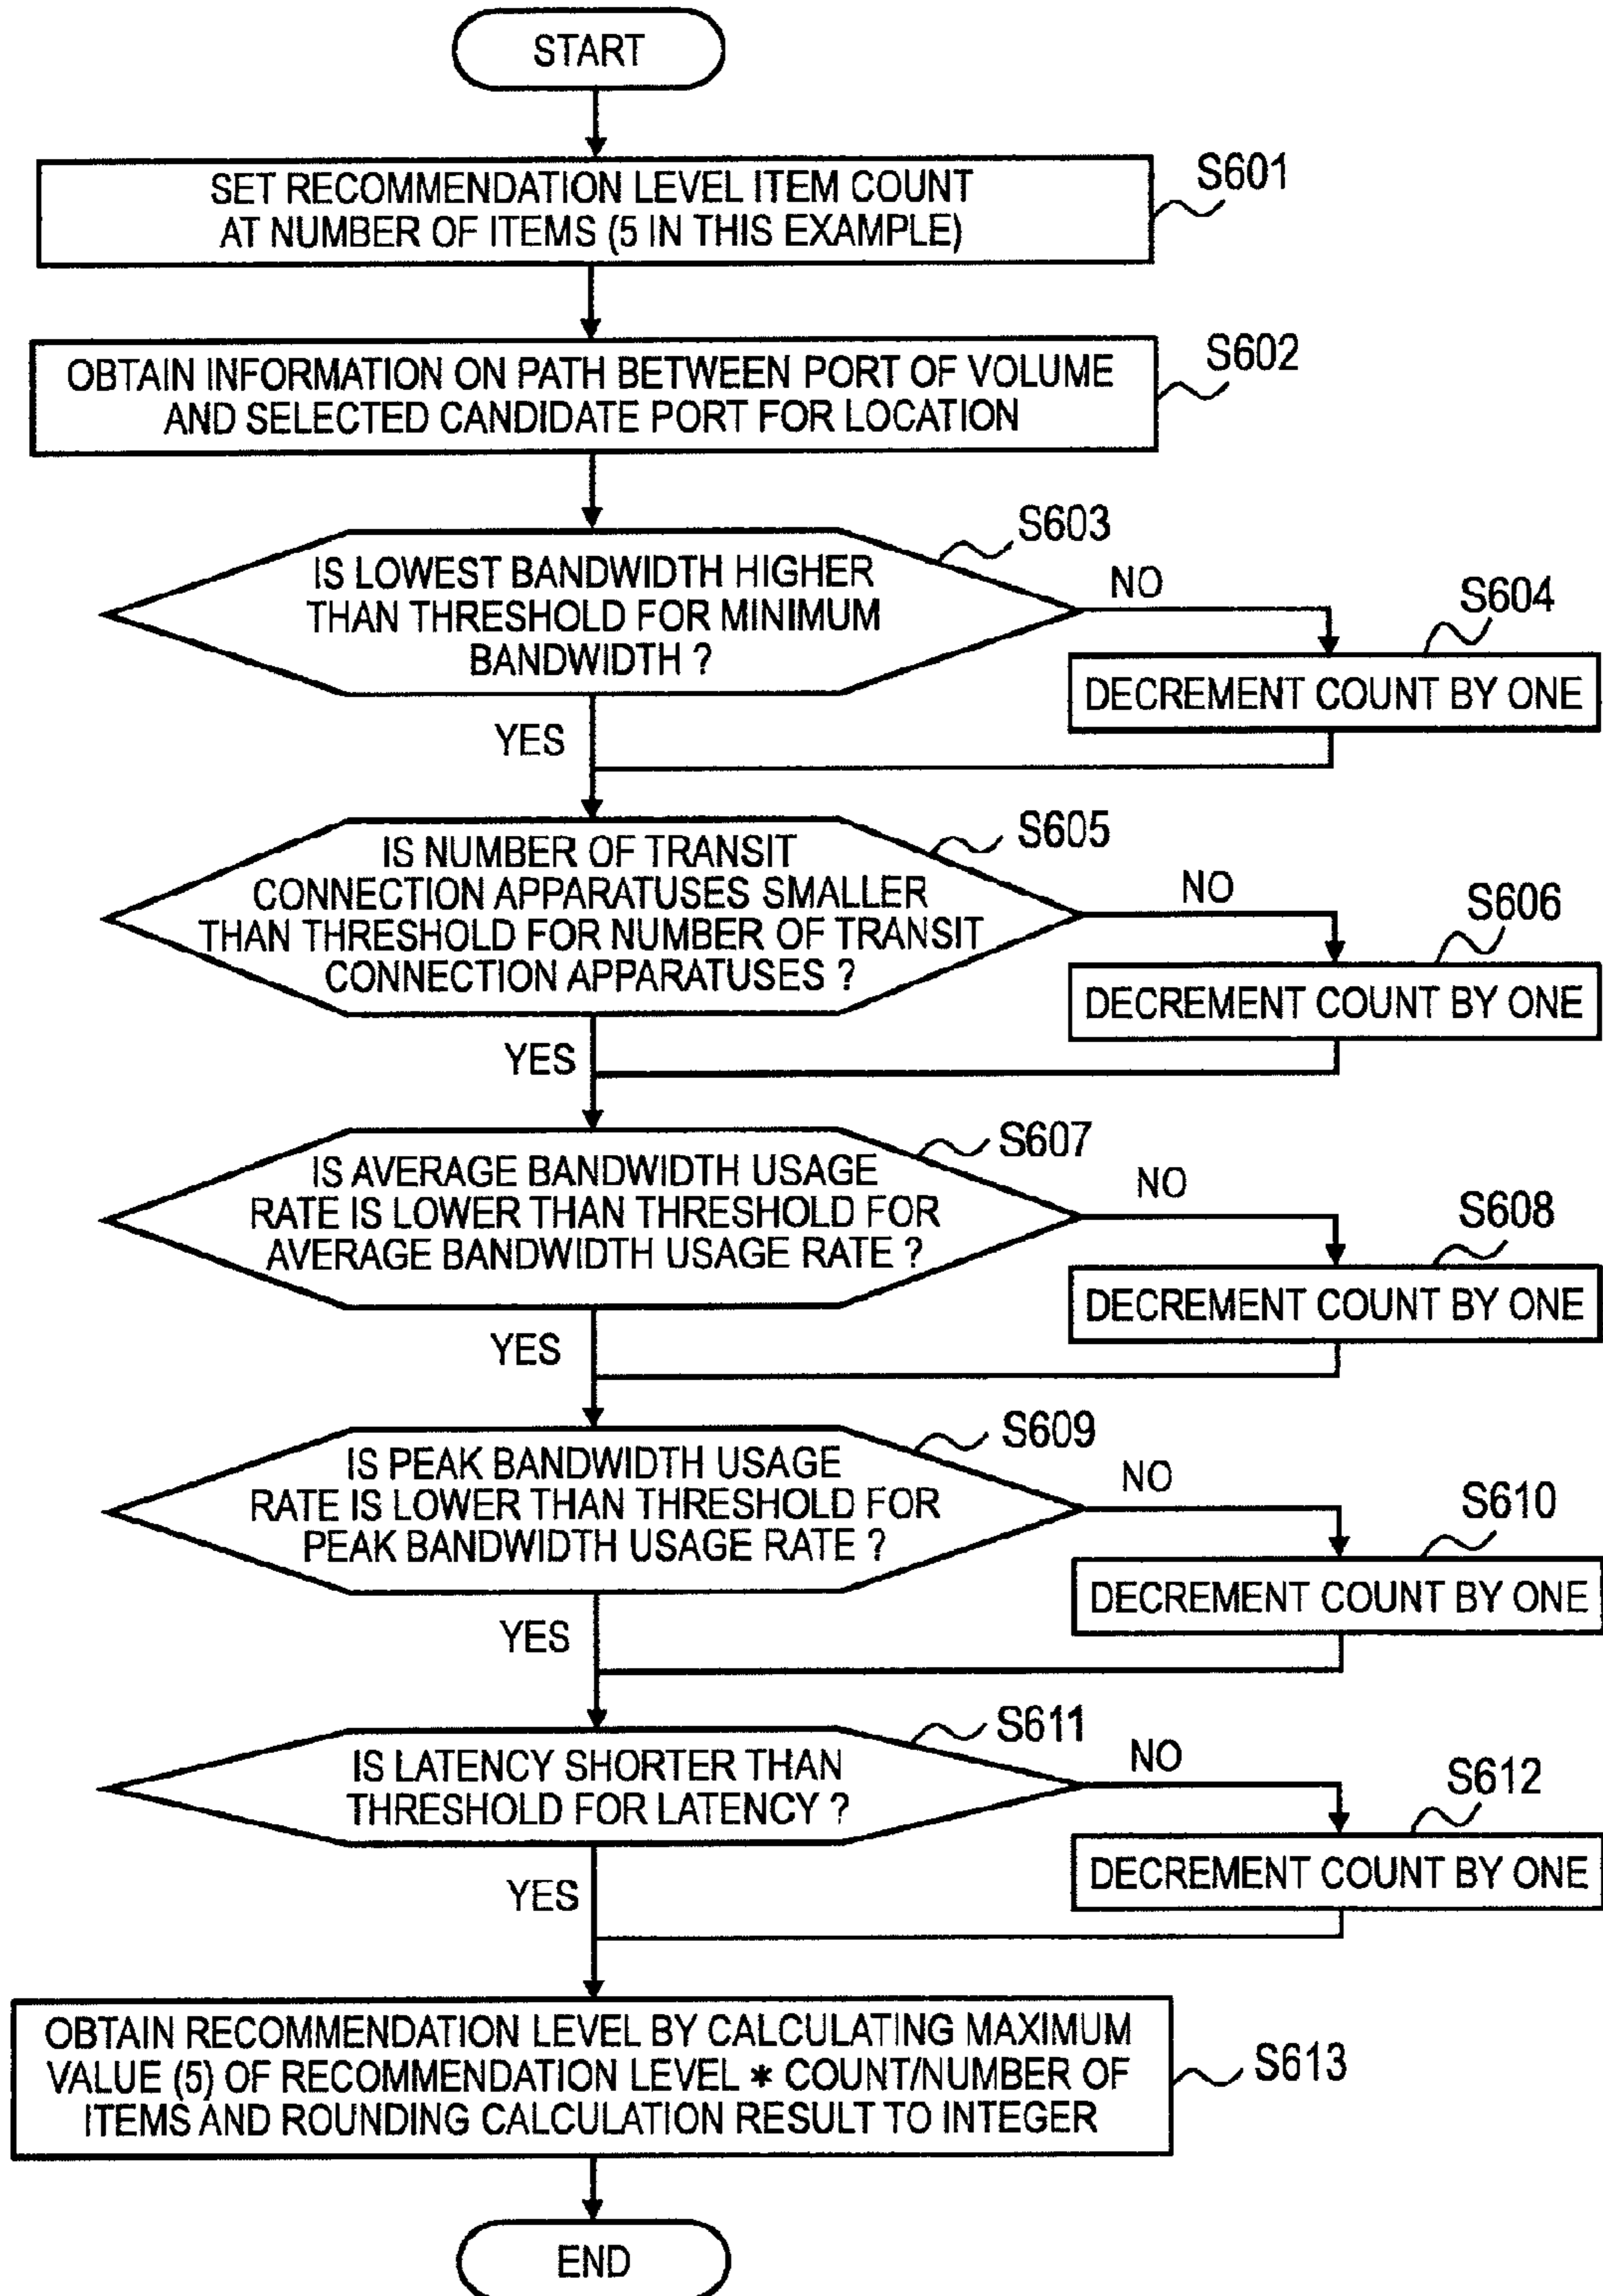 START
SET RECOMMENDATION LEVEL ITEM COUNT
AT NUMBER OF ITEMS (5 IN THIS EXAMPLE)
S601
OBTAIN INFORMATION ON PATH BETWEEN PORT OF VOLUME
AND SELECTED CANDIDATE PORT FOR LOCATION
S602
IS LOWEST BANDWIDTH HIGHER
THAN THRESHOLD FOR MINIMUM
BANDWIDTH ?
S603
NO
S604
DECREMENT COUNT BY ONE
YES
IS NUMBER OF TRANSIT
CONNECTION APPARATUSES SMALLER
THAN THRESHOLD FOR NUMBER OF TRANSIT
CONNECTION APPARATUSES ?
S605
NO
S606
DECREMENT COUNT BY ONE
YES
IS AVERAGE BANDWIDTH USAGE
RATE IS LOWER THAN THRESHOLD FOR
AVERAGE BANDWIDTH USAGE RATE ?
S607
NO
S608
DECREMENT COUNT BY ONE
YES
IS PEAK BANDWIDTH USAGE
RATE IS LOWER THAN THRESHOLD FOR
PEAK BANDWIDTH USAGE RATE ?
S609
NO
S610
DECREMENT COUNT BY ONE
YES
IS LATENCY SHORTER THAN
THRESHOLD FOR LATENCY ?
S611
NO
S612
DECREMENT COUNT BY ONE
YES
OBTAIN RECOMMENDATION LEVEL BY CALCULATING MAXIMUM
VALUE (5) OF RECOMMENDATION LEVEL * COUNT/NUMBER OF
ITEMS AND ROUNDING CALCULATION RESULT TO INTEGER
S613
END